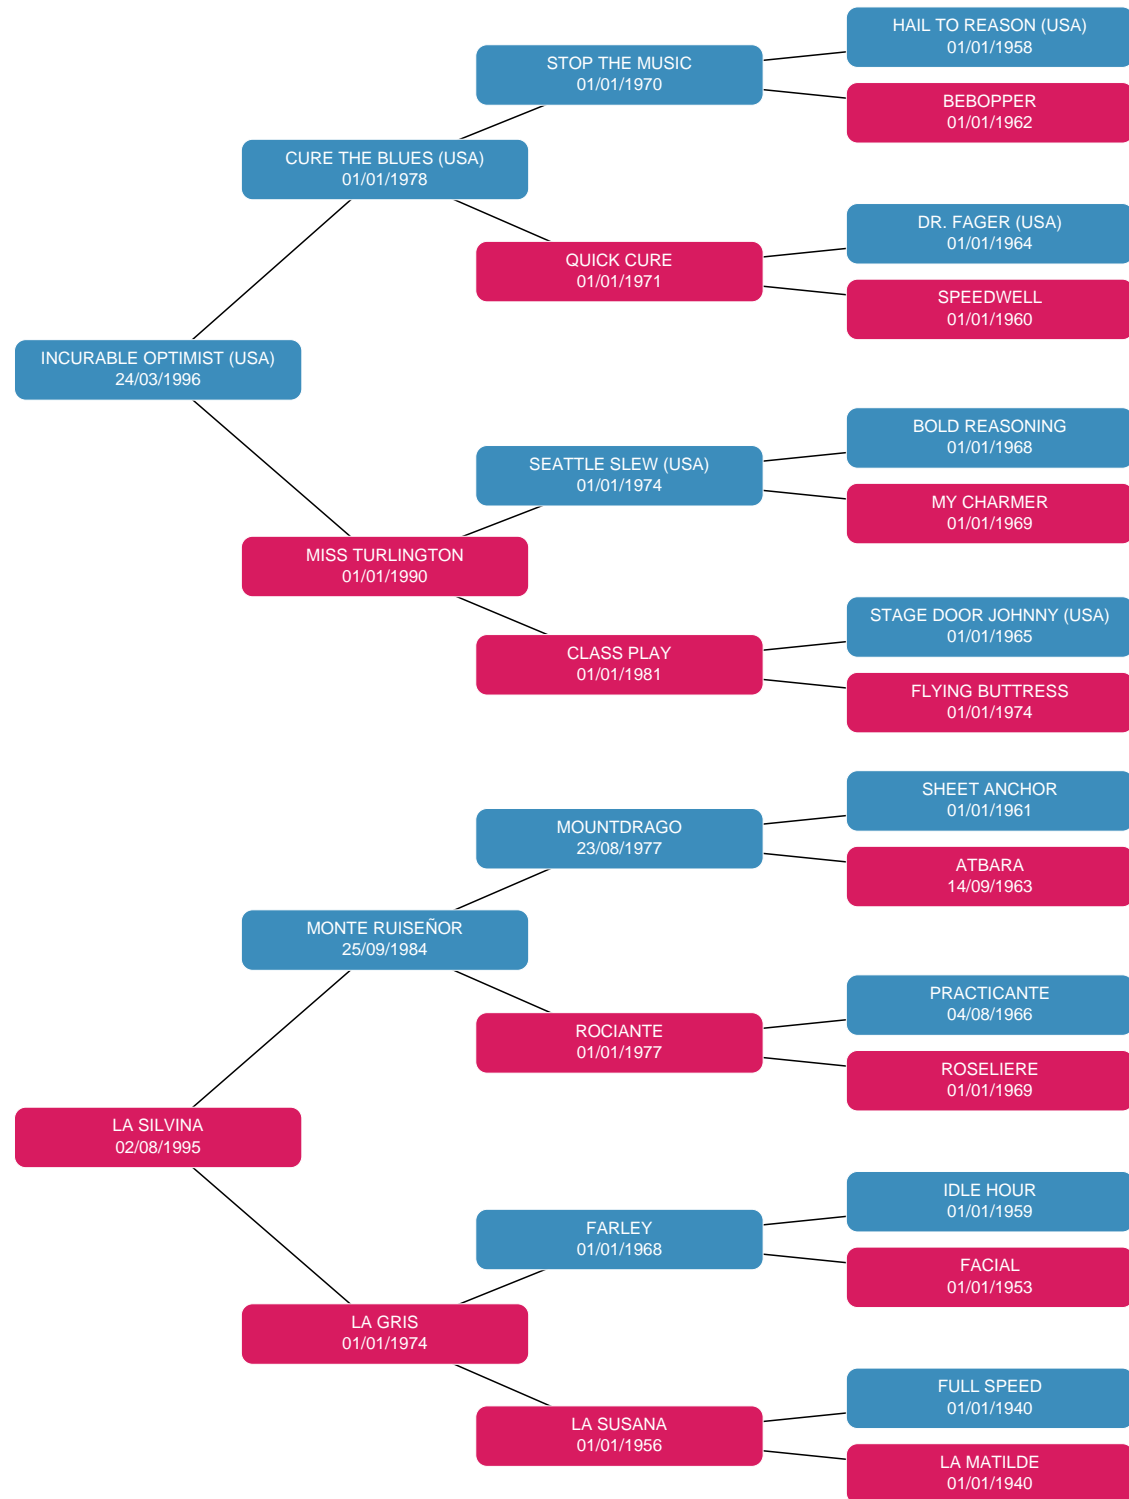 HAIL TO REASON (USA)
01/01/1958
STOP THE MUSIC
01/01/1970
BEBOPPER
01/01/1962
CURE THE BLUES (USA)
01/01/1978
DR. FAGER (USA)
01/01/1964
QUICK CURE
01/01/1971
SPEEDWELL
01/01/1960
INCURABLE OPTIMIST (USA)
24/03/1996
BOLD REASONING
01/01/1968
SEATTLE SLEW (USA)
01/01/1974
MY CHARMER
01/01/1969
MISS TURLINGTON
01/01/1990
STAGE DOOR JOHNNY (USA)
01/01/1965
CLASS PLAY
01/01/1981
FLYING BUTTRESS
01/01/1974
SHEET ANCHOR
01/01/1961
MOUNTDRAGO
23/08/1977
ATBARA
14/09/1963
MONTE RUISEÑOR
25/09/1984
PRACTICANTE
04/08/1966
ROCIANTE
01/01/1977
ROSELIERE
01/01/1969
LA SILVINA
02/08/1995
IDLE HOUR
01/01/1959
FARLEY
01/01/1968
FACIAL
01/01/1953
LA GRIS
01/01/1974
FULL SPEED
01/01/1940
LA SUSANA
01/01/1956
LA MATILDE
01/01/1940